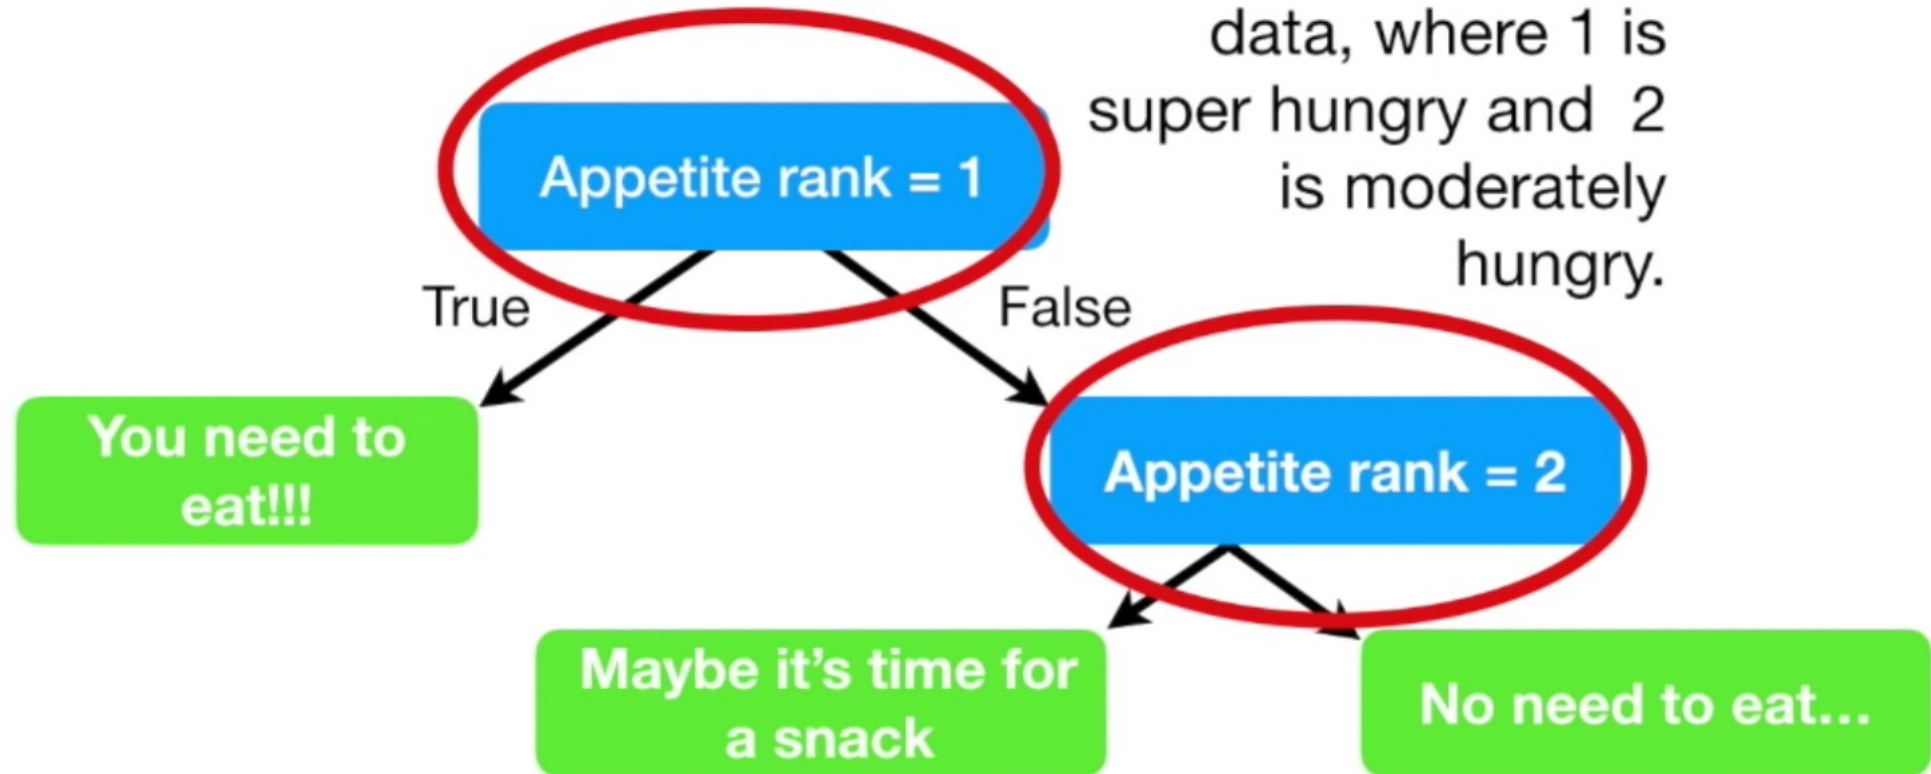 data, where 1 is
super hungry and 2
is moderately
hungry.
Appetite rank = 1
True
False
You need to
eat!!!
Appetite rank = 2
Maybe it’s time for
a snack
No need to eat...